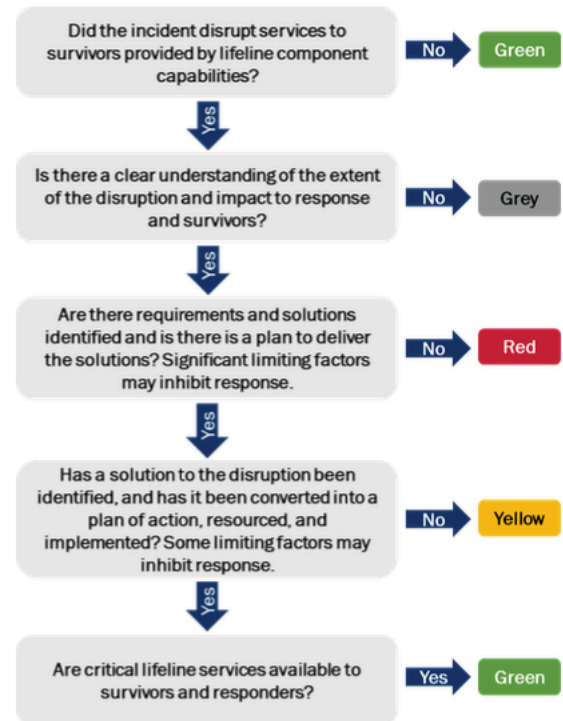 Did the incident disrupt services to
survivors provided by lifeline component
capabilities?
No
Green
Yes
Is there a clear understanding of the extent
of the disruption and impact to response
and survivors?
No
Grey
Yes
Are there requirements and solutions
identified and is there is a plan to deliver
the solutions? Significant limiting factors
may inhibit response.
No
Red
Yes
Has a solution to the disruption been
identified, and has it been converted into a
plan of action, resourced, and
implemented? Some limiting factors may
inhibit response.
No
Yellow
Yes
Are critical lifeline services available to
survivors and responders?
Yes
Green